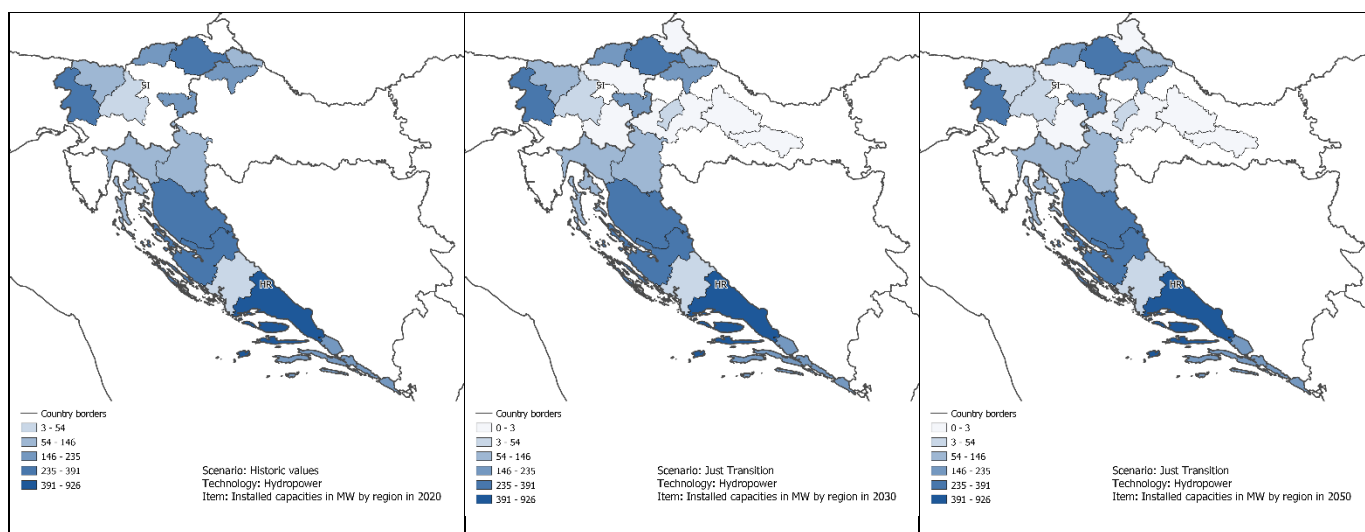 SI
HR
Country borders
3 - 54
54 - 146
146 - 235
235 - 391
391 - 926
Scenario: Historic values
Technology: Hydropower
Item: Installed capacities in MW by region in 2020
SI
HR
Country borders
0 - 3
3 - 54
54 - 146
146 - 235
235 - 391
391 - 926
Scenario: Just Transition
Technology: Hydropower
Item: Installed capacities in MW by region in 2030
SI
HR
Country borders
0 - 3
3 - 54
54 - 146
146 - 235
235 - 391
391 - 926
Scenario: Just Transition
Technology: Hydropower
Item: Installed capacities in MW by region in 2050